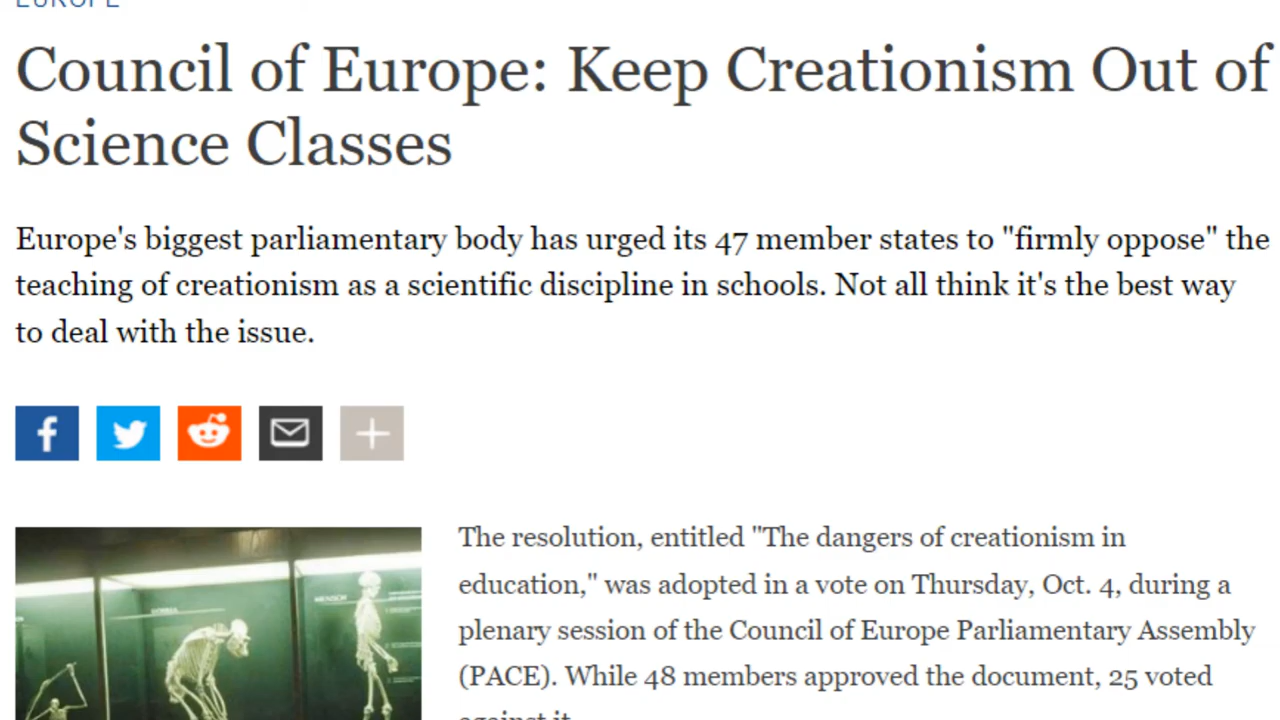 EUROPE
Council of Europe: Keep Creationism Out of
Science Classes
Europe's biggest parliamentary body has urged its 47 member states to "firmly oppose" the
teaching of creationism as a scientific discipline in schools. Not all think it's the best way
to deal with the issue.
The resolution, entitled "The dangers of creationism in
education," was adopted in a vote on Thursday, Oct. 4, during a
plenary session of the Council of Europe Parliamentary Assembly
(PACE). While 48 members approved the document, 25 voted
against it.